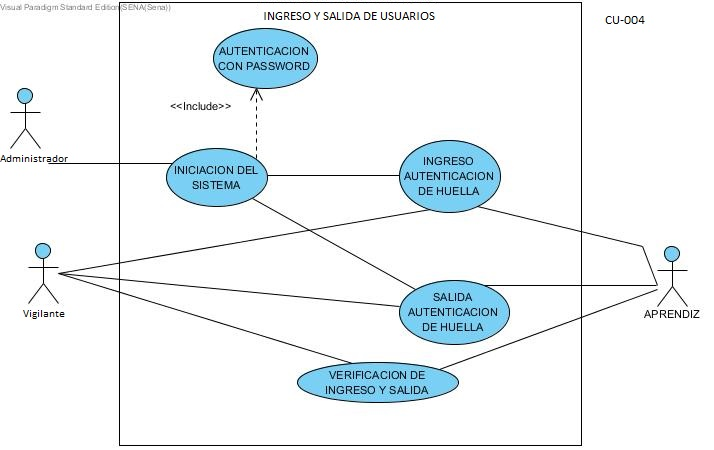 Visual Paradigm Standard Edition(SENA(Sena))
INGRESO Y SALIDA DE USUARIOS
CU-004
AUTENTICACION
CON PASSWORD
<<Include>>
Administrador
INICIACION DEL
SISTEMA
INGRESO
AUTENTICACION
DE HUELLA
Vigilante
SALIDA
AUTENTICACION
DE HUELLA
APRENDIZ
VERIFICACION DE
INGRESO Y SALIDA